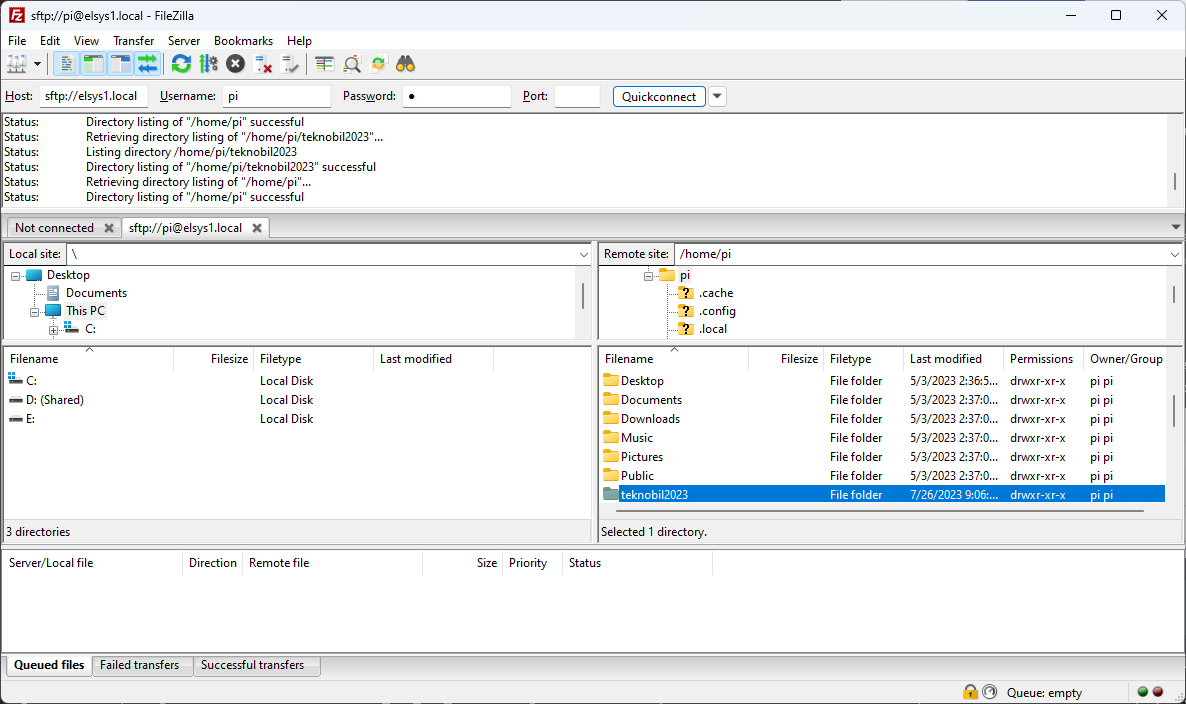 sftp://pi@elsys1.local - FileZilla
File Edit View Transfer Server Bookmarks Help
Host: sftp://elsys1.local Username: pi Password: ● Port: Quickconnect
Status: Directory listing of "/home/pi" successful
Status: Retrieving directory listing of "/home/pi/teknobil2023"...
Status: Listing directory /home/pi/teknobil2023
Status: Directory listing of "/home/pi/teknobil2023" successful
Status: Retrieving directory listing of "/home/pi"...
Status: Directory listing of "/home/pi" successful
Not connected sftp://pi@elsys1.local
Local site: \
Desktop
Documents
This PC
C:
Filename Filesize Filetype Last modified
C: Local Disk
D: (Shared) Local Disk
E: Local Disk
3 directories
Remote site: /home/pi
pi
? .cache
? .config
? .local
Filename Filesize Filetype Last modified Permissions Owner/Group
Desktop File folder 5/3/2023 2:36:5... drwxr-xr-x pi pi
Documents File folder 5/3/2023 2:37:0... drwxr-xr-x pi pi
Downloads File folder 5/3/2023 2:37:0... drwxr-xr-x pi pi
Music File folder 5/3/2023 2:37:0... drwxr-xr-x pi pi
Pictures File folder 5/3/2023 2:37:0... drwxr-xr-x pi pi
Public File folder 5/3/2023 2:37:0... drwxr-xr-x pi pi
teknobil2023 File folder 7/26/2023 9:06:... drwxr-xr-x pi pi
Selected 1 directory.
Server/Local file Direction Remote file Size Priority Status
Queued files Failed transfers Successful transfers
Queue: empty